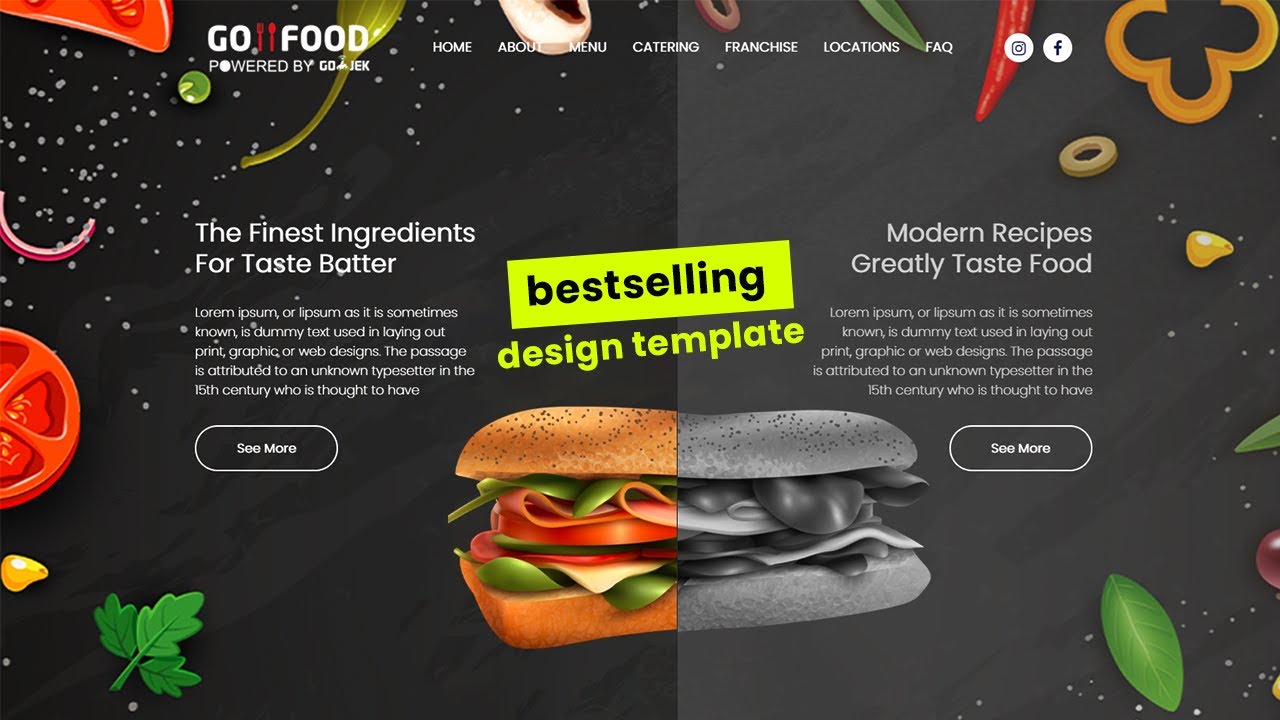 GO FOOD
POWERED BY GO JEK
HOME ABOUT MENU CATERING FRANCHISE LOCATIONS FAQ
The Finest Ingredients
For Taste Batter
Lorem ipsum, or lipsum as it is sometimes
known, is dummy text used in laying out
print, graphic or web designs. The passage
is attributed to an unknown typesetter in the
15th century who is thought to have
See More
bestselling
design template
Modern Recipes
Greatly Taste Food
Lorem ipsum, or lipsum as it is sometimes
known, is dummy text used in laying out
print, graphic or web designs. The passage
is attributed to an unknown typesetter in the
15th century who is thought to have
See More